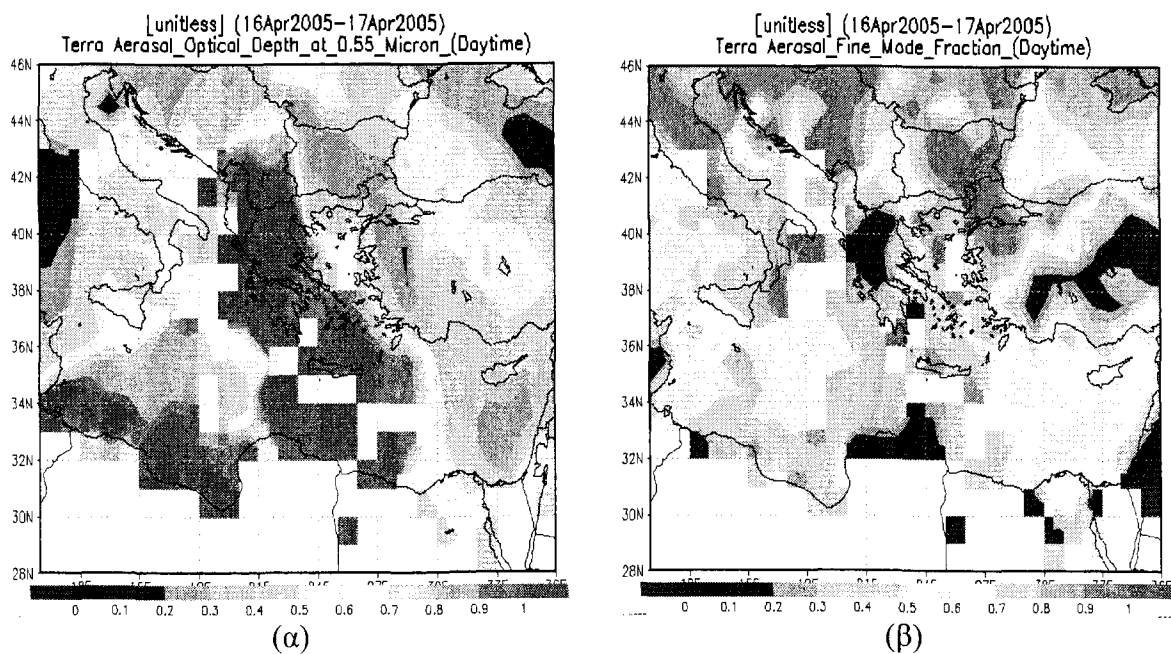 [unitless] (16Apr2005–17Apr2005)
Terra Aerosal_Optical_Depth_at_0.55_Micron_(Daytime)
46N
44N
42N
40N
38N
36N
34N
32N
30N
28N
0 0.1 0.2 0.3 0.4 0.5 0.6 0.7 0.8 0.9 1
(α)
[unitless] (16Apr2005–17Apr2005)
Terra Aerosal_Fine_Mode_Fraction_(Daytime)
46N
44N
42N
40N
38N
36N
34N
32N
30N
28N
0 0.1 0.2 0.3 0.4 0.5 0.6 0.7 0.8 0.9 1
(β)